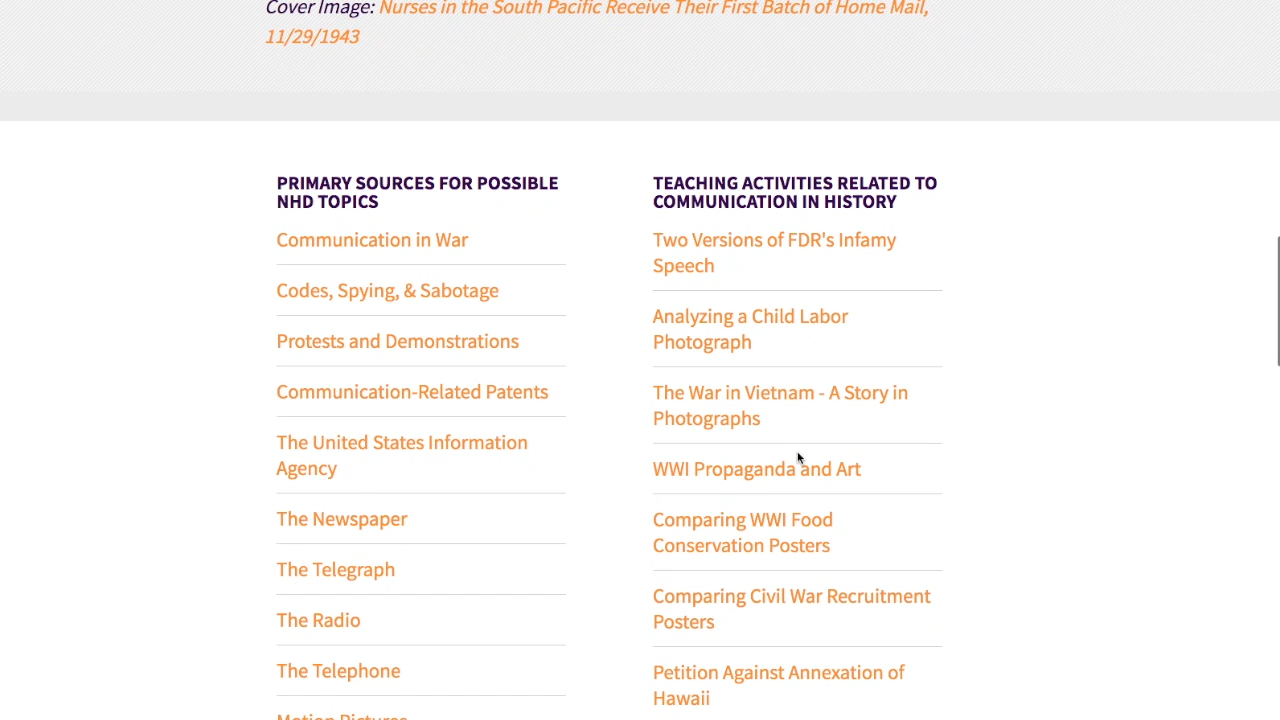 Cover Image: Nurses in the South Pacific Receive Their First Batch of Home Mail,
11/29/1943
PRIMARY SOURCES FOR POSSIBLE
NHD TOPICS
Communication in War
Codes, Spying, & Sabotage
Protests and Demonstrations
Communication-Related Patents
The United States Information
Agency
The Newspaper
The Telegraph
The Radio
The Telephone
Motion Pictures
TEACHING ACTIVITIES RELATED TO
COMMUNICATION IN HISTORY
Two Versions of FDR's Infamy
Speech
Analyzing a Child Labor
Photograph
The War in Vietnam - A Story in
Photographs
WWI Propaganda and Art
Comparing WWI Food
Conservation Posters
Comparing Civil War Recruitment
Posters
Petition Against Annexation of
Hawaii